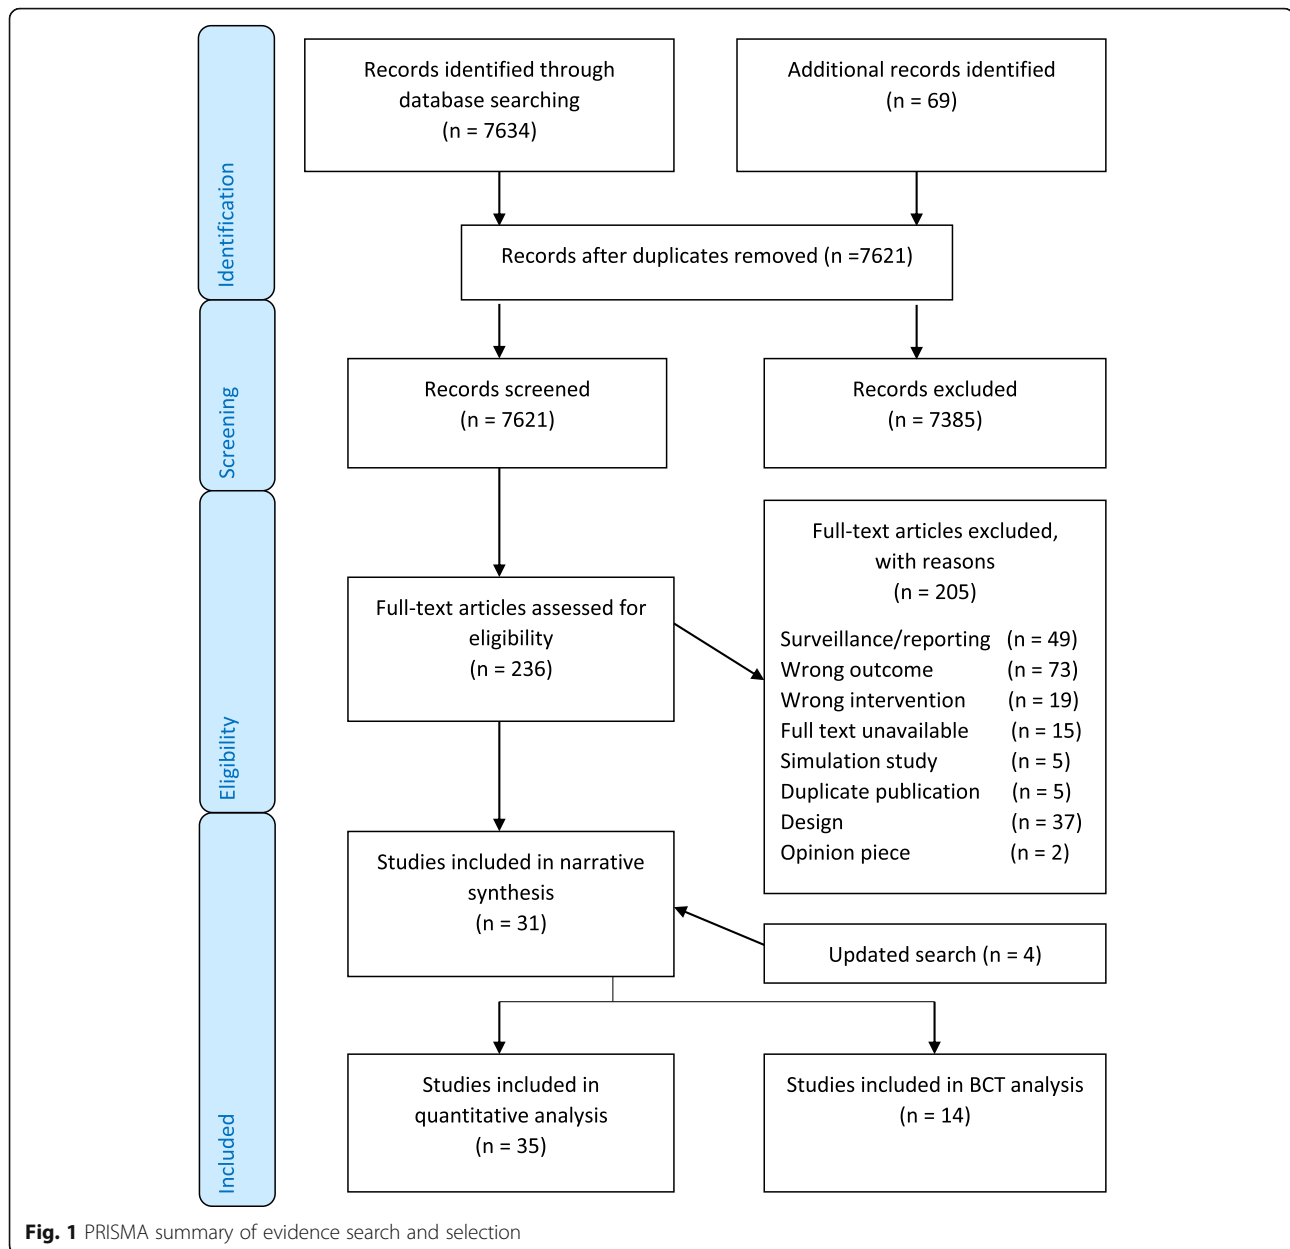 Identification
Records identified through
database searching
(n = 7634)
Additional records identified
(n = 69)
Records after duplicates removed (n =7621)
Screening
Records screened
(n = 7621)
Records excluded
(n = 7385)
Eligibility
Full-text articles assessed for
eligibility
(n = 236)
Full-text articles excluded,
with reasons
(n = 205)
Surveillance/reporting (n = 49)
Wrong outcome (n = 73)
Wrong intervention (n = 19)
Full text unavailable (n = 15)
Simulation study (n = 5)
Duplicate publication (n = 5)
Design (n = 37)
Opinion piece (n = 2)
Included
Studies included in narrative
synthesis
(n = 31)
Updated search (n = 4)
Studies included in
quantitative analysis
(n = 35)
Studies included in BCT analysis
(n = 14)
Fig. 1 PRISMA summary of evidence search and selection